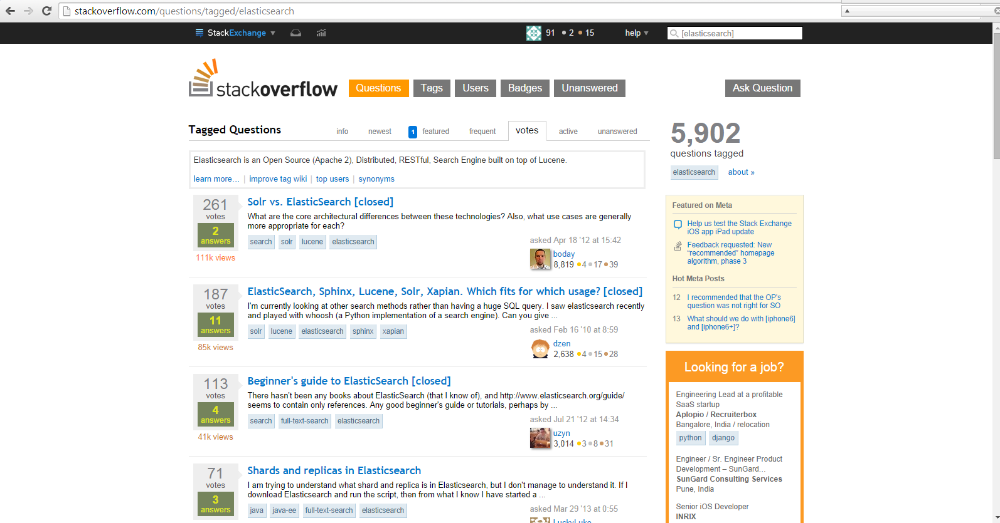 stackoverflow.com/questions/tagged/elasticsearch
StackExchange
91 2 15
help
[elasticsearch]
stackoverflow
Questions
Tags
Users
Badges
Unanswered
Ask Question
Tagged Questions
info
newest
1 featured
frequent
votes
active
unanswered
Elasticsearch is an Open Source (Apache 2), Distributed, RESTful, Search Engine built on top of Lucene.
learn more… | improve tag wiki | top users | synonyms
261
votes
2
answers
111k views
Solr vs. ElasticSearch [closed]
What are the core architectural differences between these technologies? Also, what use cases are generally
more appropriate for each?
search solr lucene elasticsearch
asked Apr 18 '12 at 15:42
boday
8,819 4 17 39
187
votes
11
answers
85k views
ElasticSearch, Sphinx, Lucene, Solr, Xapian. Which fits for which usage? [closed]
I'm currently looking at other search methods rather than having a huge SQL query. I saw elasticsearch recently
and played with whoosh (a Python implementation of a search engine). Can you give ...
solr lucene elasticsearch sphinx xapian
asked Feb 16 '10 at 8:59
dzen
2,638 4 15 28
113
votes
4
answers
41k views
Beginner's guide to ElasticSearch [closed]
There hasn't been any books about ElasticSearch (that I know of), and http://www.elasticsearch.org/guide/
seems to contain only references. Any good beginner's guide or tutorials, perhaps by ...
search full-text-search elasticsearch
asked Jul 21 '12 at 14:34
uzyn
3,014 3 8 31
71
votes
3
answers
Shards and replicas in Elasticsearch
I am trying to understand what shard and replica is in Elasticsearch, but I don't manage to understand it. If I
download Elasticsearch and run the script, then from what I know I have started a ...
java java-ee full-text-search elasticsearch
asked Mar 29 '13 at 0:55
LuckyLuke
5,902
questions tagged
elasticsearch about »
Featured on Meta
Help us test the Stack Exchange
iOS app iPad update
Feedback requested: New
“recommended” homepage
algorithm, phase 3
Hot Meta Posts
12 I recommended that the OP's
question was not right for SO
13 What should we do with [iphone6]
and [iphone6+]?
Looking for a job?
Engineering Lead at a profitable
SaaS startup
Aplopio / Recruiterbox
Bangalore, India / relocation
python django
Engineer / Sr. Engineer Product
Development – SunGard…
SunGard Consulting Services
Pune, India
Senior iOS Developer
INRIX